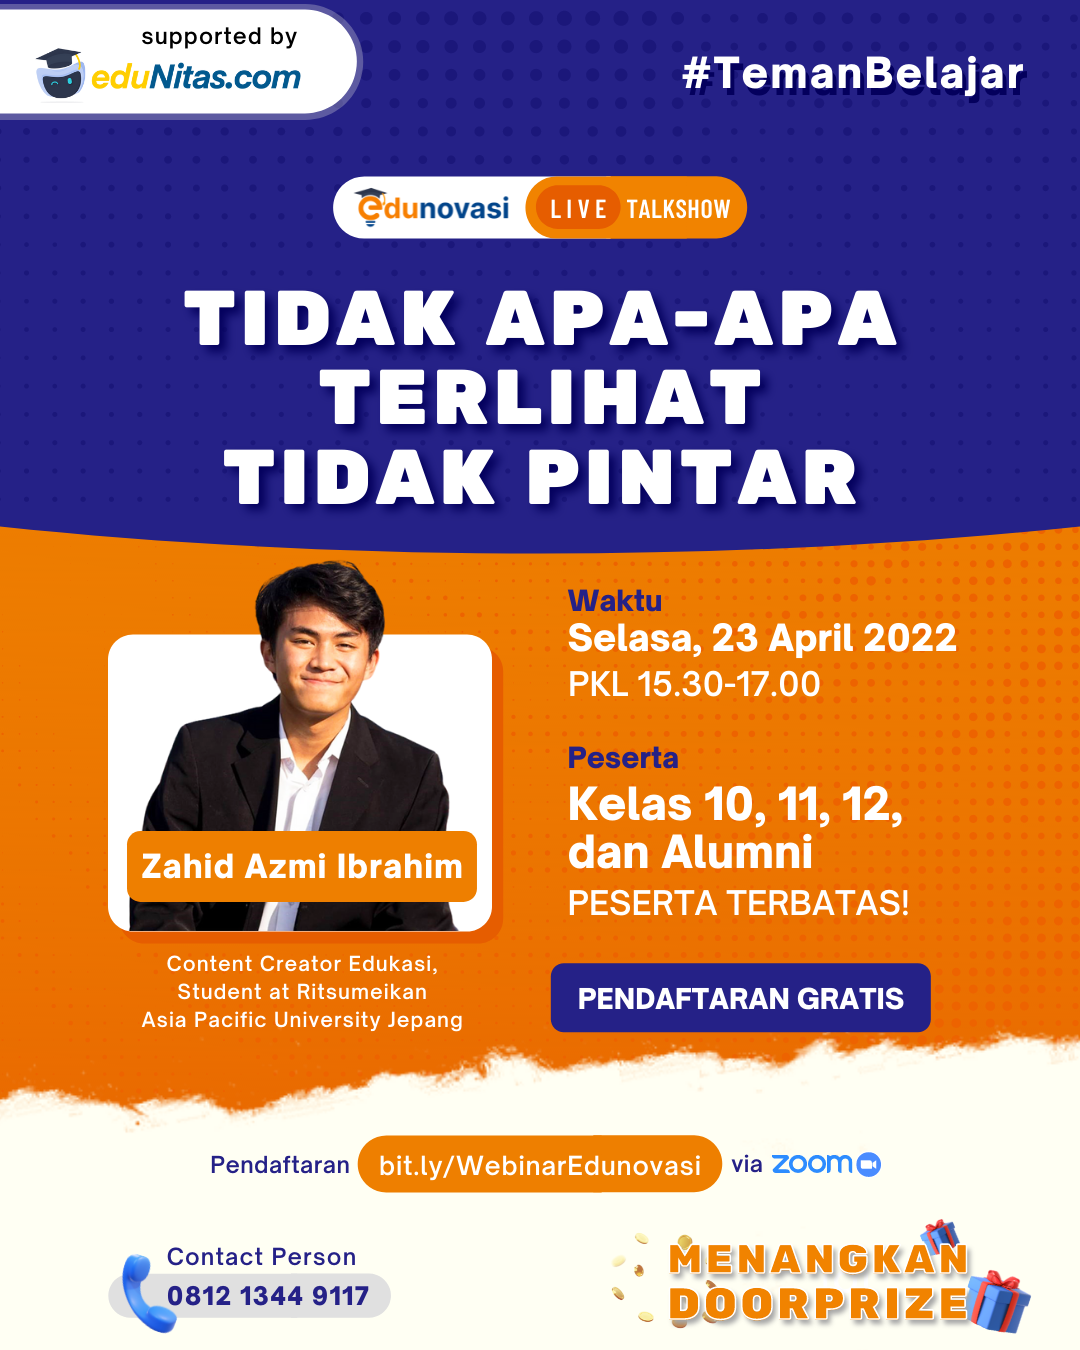 supported by
eduNitas.com
#TemanBelajar
edunovasi LIVE TALKSHOW
TIDAK APA-APA
TERLIHAT
TIDAK PINTAR
Waktu
Selasa, 23 April 2022
PKL 15.30-17.00
Peserta
Kelas 10, 11, 12,
dan Alumni
PESERTA TERBATAS!
PENDAFTARAN GRATIS
Zahid Azmi Ibrahim
Content Creator Edukasi,
Student at Ritsumeikan
Asia Pacific University Jepang
Pendaftaran bit.ly/WebinarEdunovasi via zoom
Contact Person
0812 1344 9117
MENANGKAN
DOORPRIZE